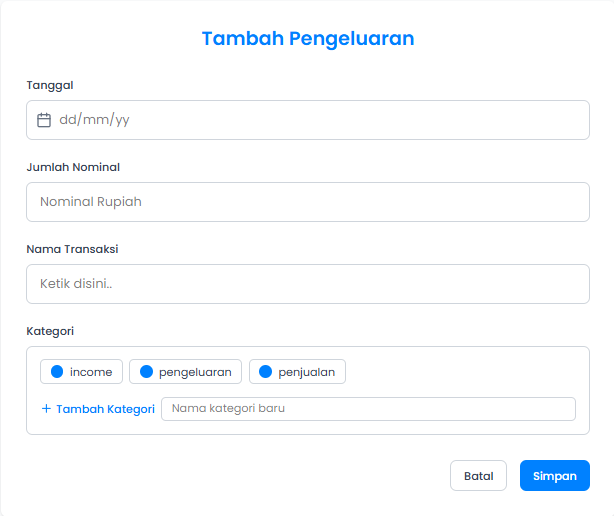 Tambah Pengeluaran
Tanggal
dd/mm/yy
Jumlah Nominal
Nominal Rupiah
Nama Transaksi
Ketik disini..
Kategori
income pengeluaran penjualan
+ Tambah Kategori Nama kategori baru
Batal Simpan